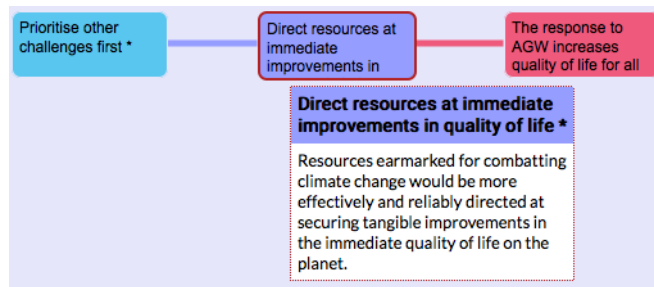 Prioritise other
challenges first *
Direct resources at
immediate
improvements in
The response to
AGW increases
quality of life for all
Direct resources at immediate
improvements in quality of life *
Resources earmarked for combatting
climate change would be more
effectively and reliably directed at
securing tangible improvements in
the immediate quality of life on the
planet.